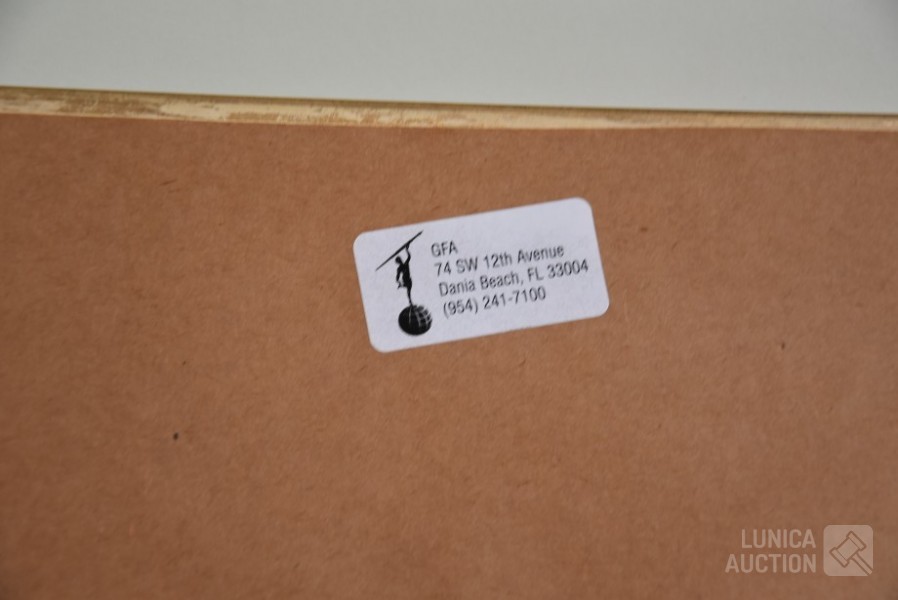 GFA
74 SW 12th Avenue
Dania Beach, FL 33004
(954) 241-7100
LUNICA
AUCTION